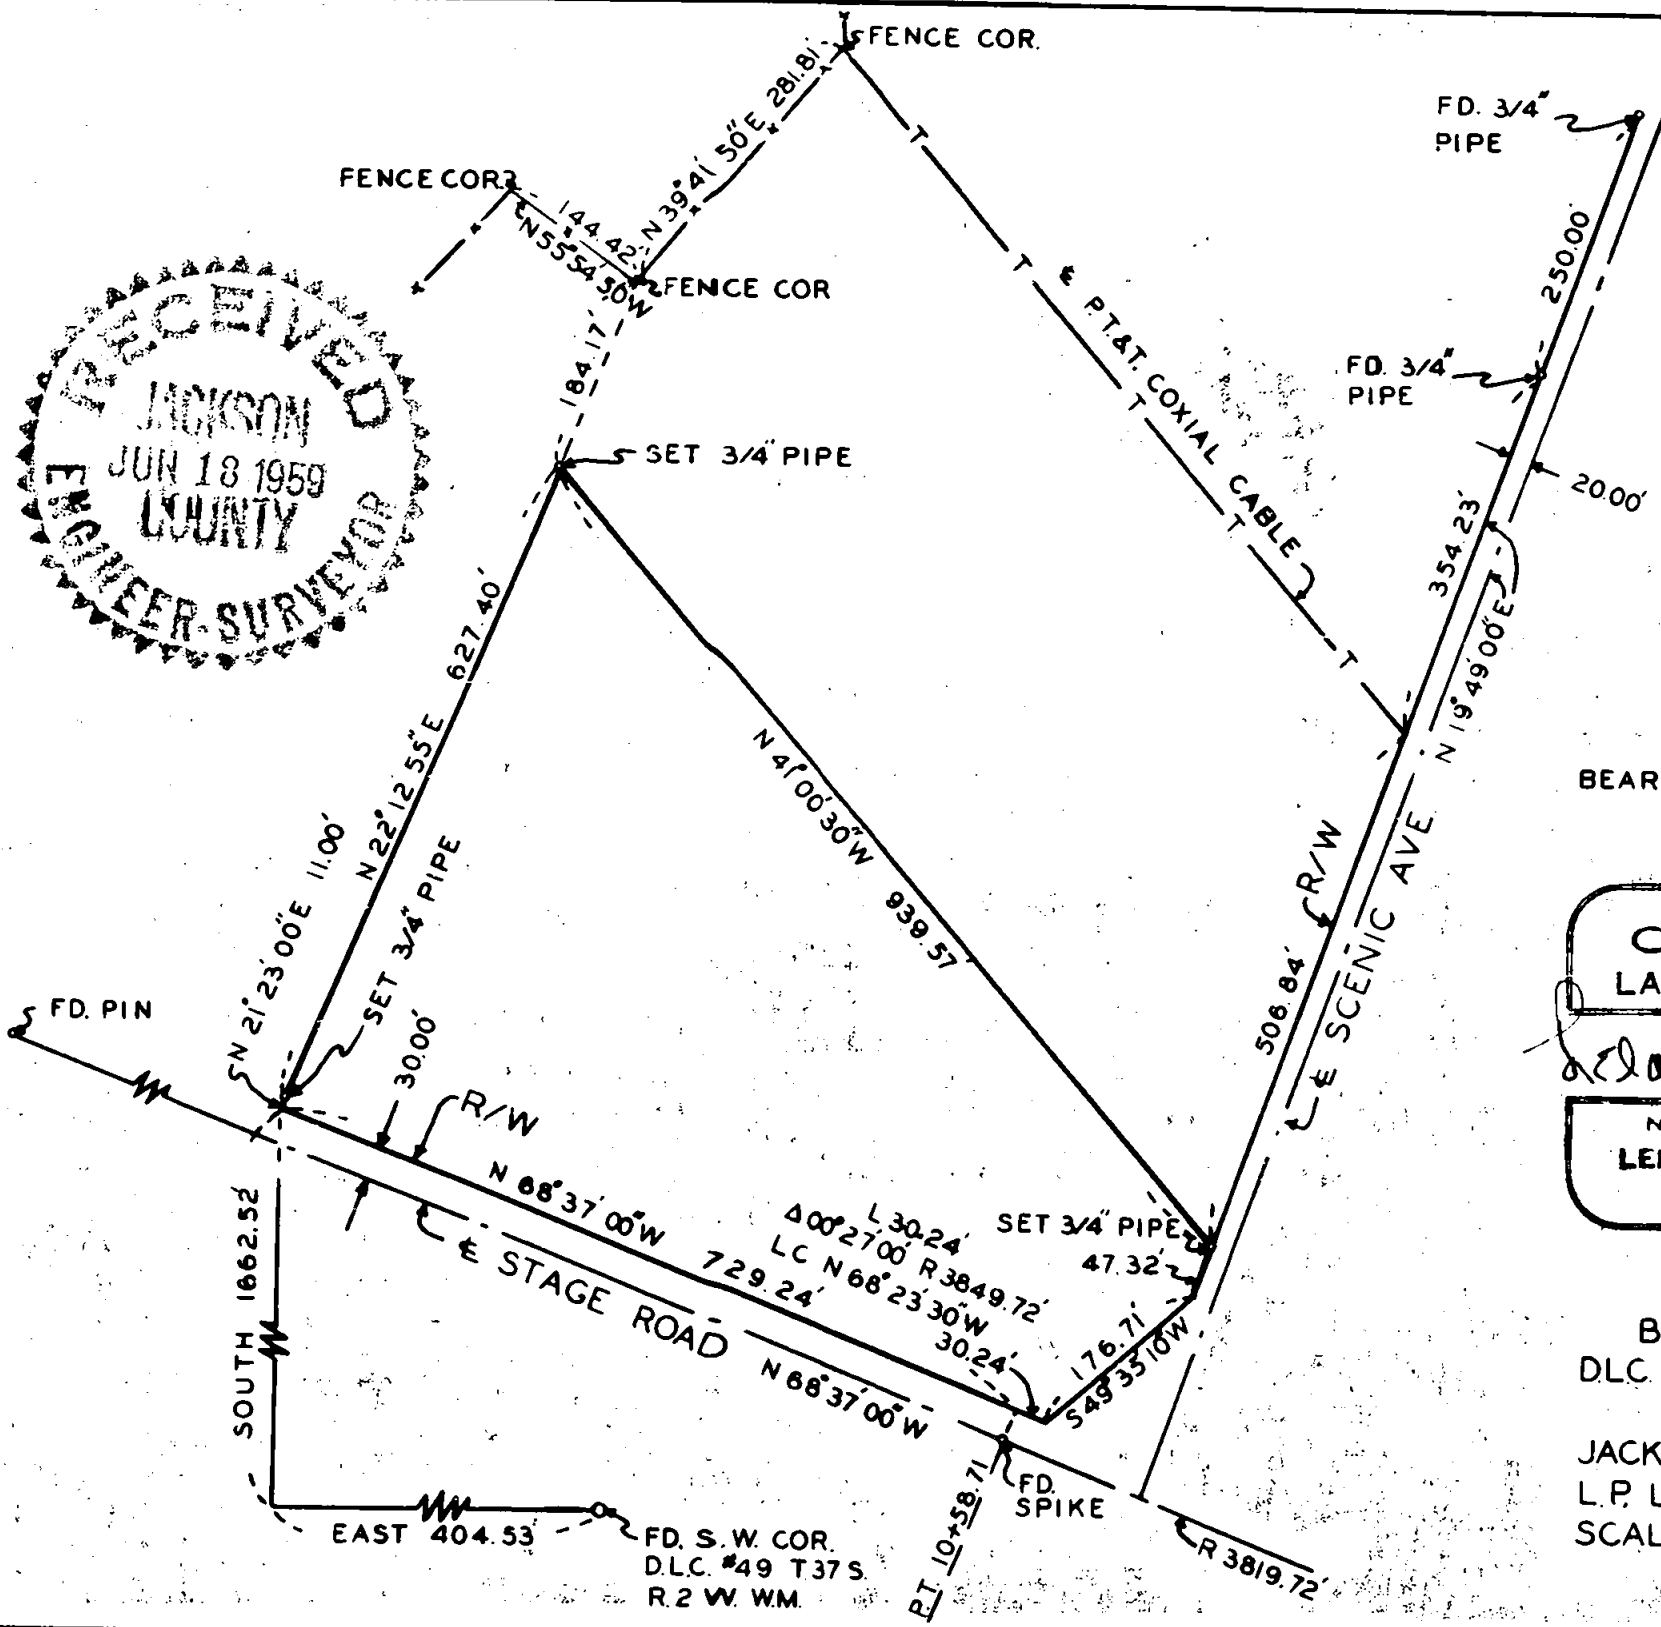 FENCE COR.
N 39° 41' 50" E 281.81'
FD. 3/4" PIPE
FENCE COR.
144.42'
N 55° 54' 30" W
FENCE COR
250.00'
RECEIVED
JACKSON
JUN 18 1959
COUNTY
ENGINEER-SURVEYOR
184.17'
℄ P.T.&T. COXIAL CABLE
T T T T T T
FD. 3/4" PIPE
SET 3/4" PIPE
20.00'
354.23'
N 19° 49' 00" E
N 22° 12' 55" E 627.40'
N 41° 00' 30" W 939.57'
BEAR
N 21° 23' 00" E 11.00'
SET 3/4" PIPE
R/W
506.84'
℄ SCENIC AVE
LA
FD. PIN
30.00'
R/W
LEI
N 68° 37' 00" W 729.24'
L 30.24'
Δ 00° 27' 00" R 3849.72'
LC N 68° 23' 30" W
30.24'
SET 3/4" PIPE
47.32'
176.71'
S 49° 35' 10" W
SOUTH 1662.52'
℄ STAGE ROAD
N 68° 37' 00" W
B
D.L.C.
EAST 404.53'
FD. S.W. COR.
D.L.C. #49 T37 S.
R.2 W. W.M.
P.T. 10+58.71
FD. SPIKE
R 3819.72'
JACK
L.P. L
SCAL